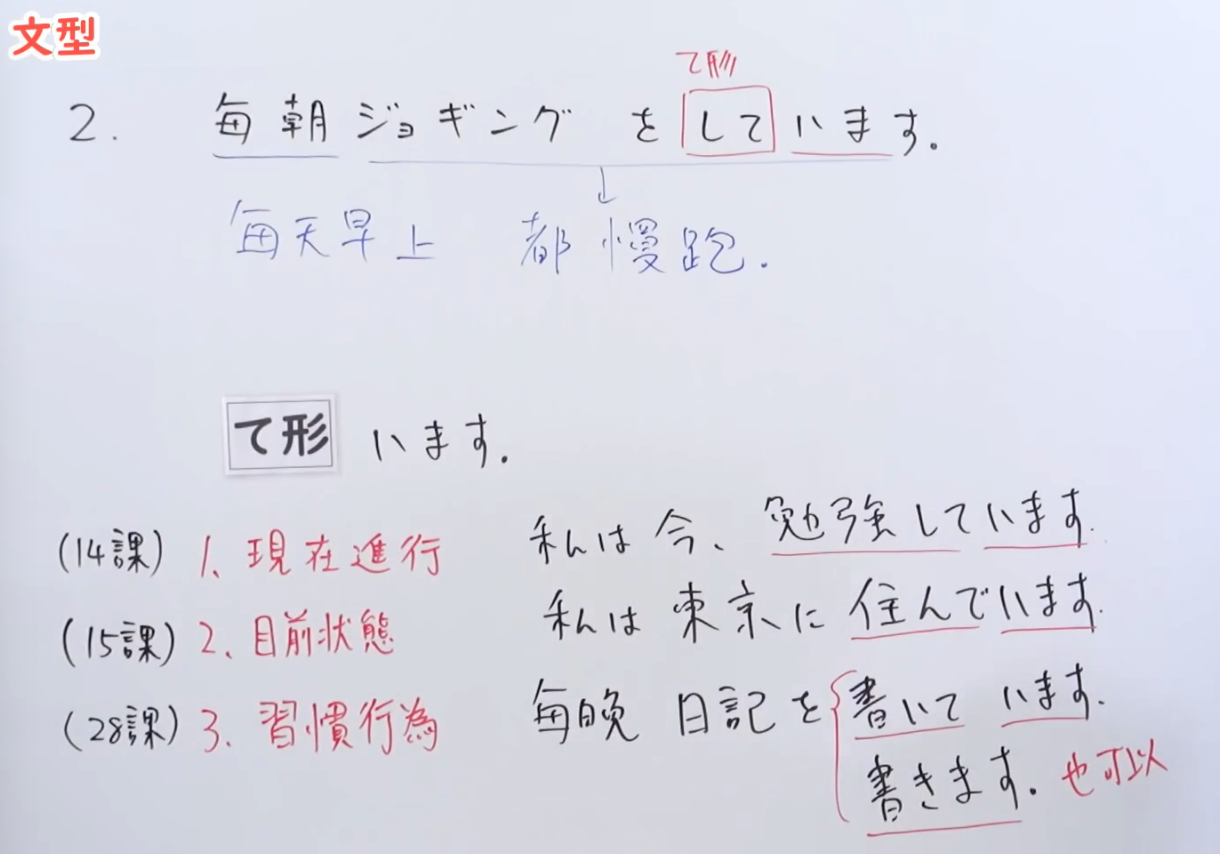 文型
て形
2. 毎朝ジョギングをしています。
毎天早上 都慢跑.
て形 います。
(14課) 1. 現在進行 私は今、勉強しています.
(15課) 2. 目前状態 私は東京に住んでいます.
(28課) 3. 習慣行為 毎晩 日記を書いています.
書きます. 也可以